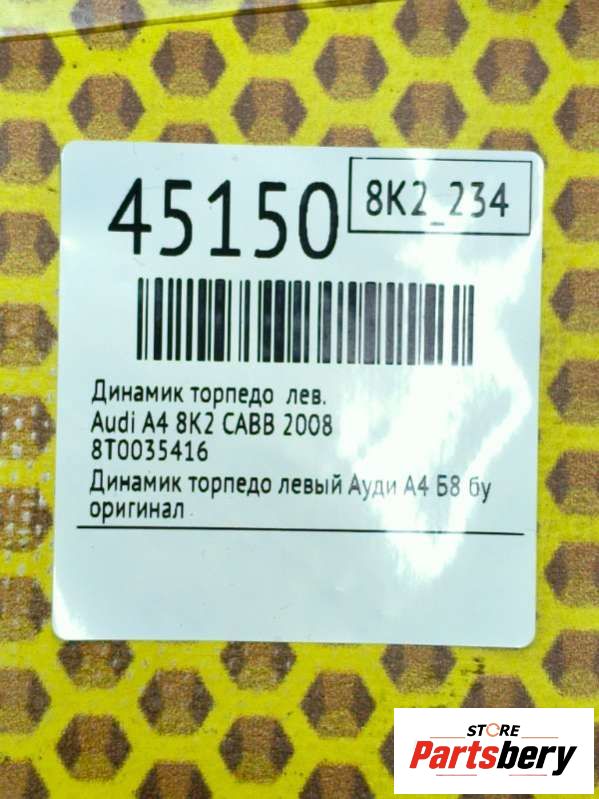 45150
8K2_234
Динамик торпедо лев.
Audi A4 8K2 CABB 2008
8T0035416
Динамик торпедо левый Ауди А4 Б8 бу
оригинал
STORE
Partsbery